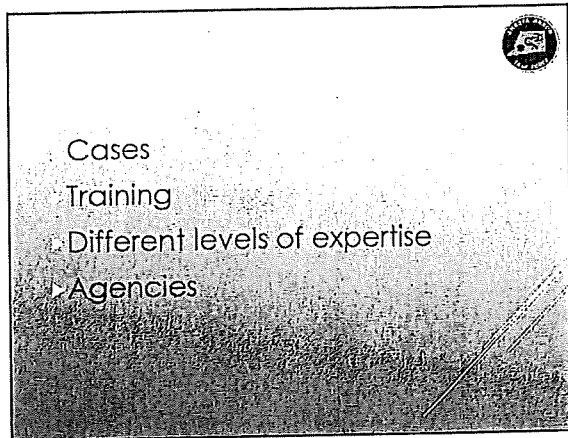 Cases
Training
Different levels of expertise
Agencies